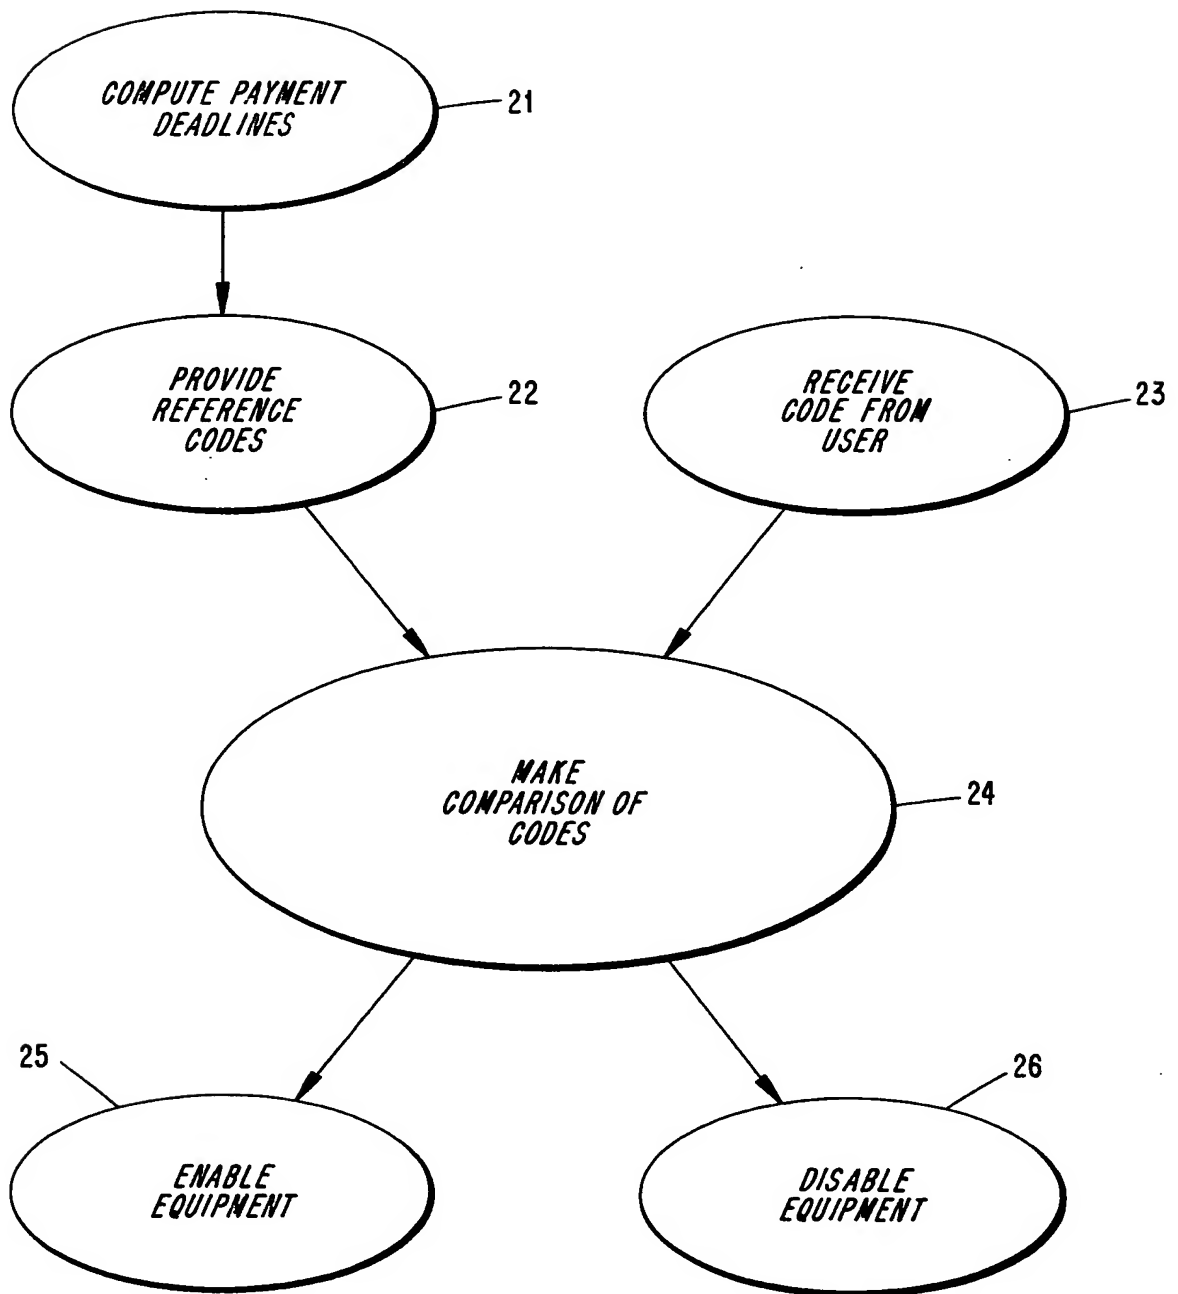 COMPUTE PAYMENT
DEADLINES
21
PROVIDE
REFERENCE
CODES
22
RECEIVE
CODE FROM
USER
23
MAKE
COMPARISON OF
CODES
24
25
ENABLE
EQUIPMENT
26
DISABLE
EQUIPMENT